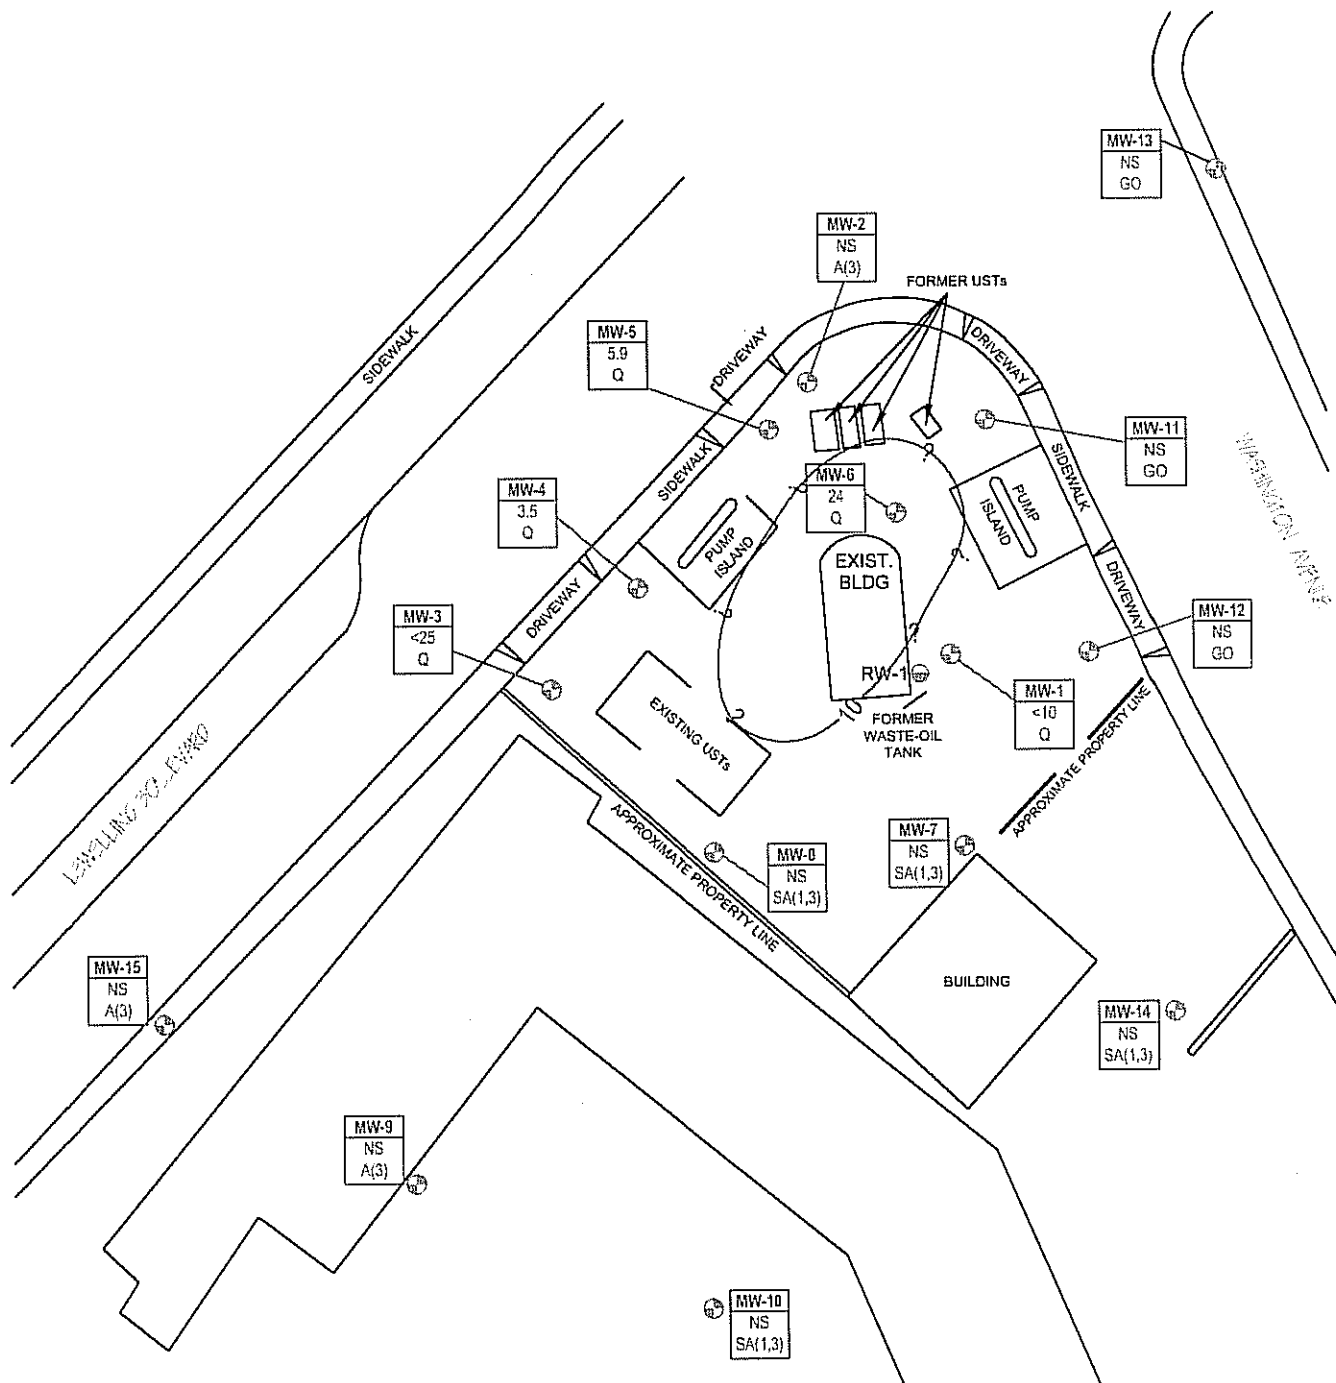 MW-13
NS
GO
MW-2
NS
A(3)
FORMER USTs
MW-5
5.9
Q
SIDEWALK
DRIVEWAY
DRIVEWAY
MW-11
NS
GO
WASHINGTON AVENUE
SIDEWALK
SIDEWALK
MW-4
3.5
Q
MW-6
24
Q
?
?
PUMP
ISLAND
PUMP
ISLAND
EXIST.
BLDG
?
?
DRIVEWAY
DRIVEWAY
MW-3
<25
Q
MW-12
NS
GO
?
RW-1
MW-1
<10
Q
EXISTING USTs
?
10
FORMER
WASTE-OIL
TANK
APPROXIMATE PROPERTY LINE
LEWELLING BOULEVARD
APPROXIMATE PROPERTY LINE
MW-8
NS
SA(1,3)
MW-7
NS
SA(1,3)
BUILDING
MW-15
NS
A(3)
MW-14
NS
SA(1,3)
MW-9
NS
A(3)
MW-10
NS
SA(1,3)